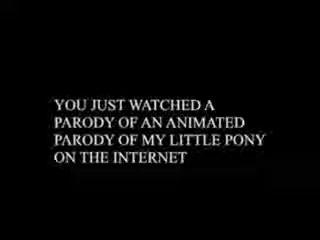 YOU JUST WATCHED A
PARODY OF AN ANIMATED
PARODY OF MY LITTLE PONY
ON THE INTERNET